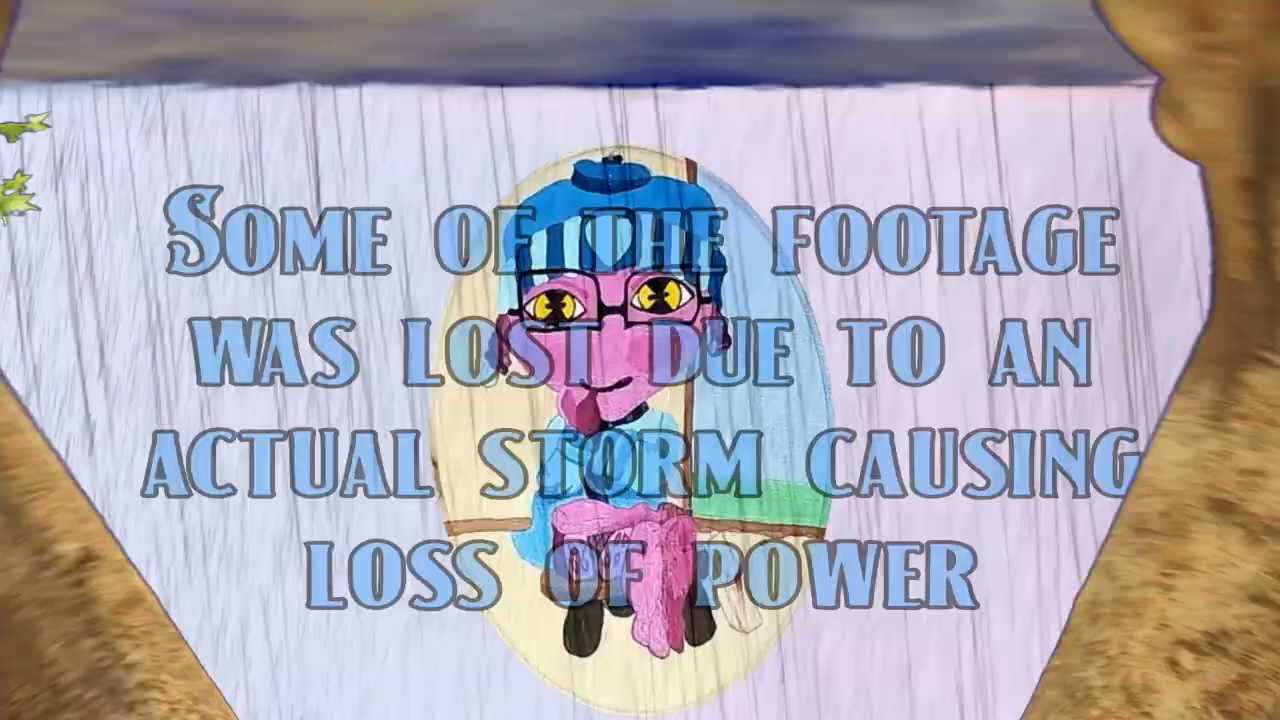 Some of the footage
was lost due to an
actual storm causing
loss of power